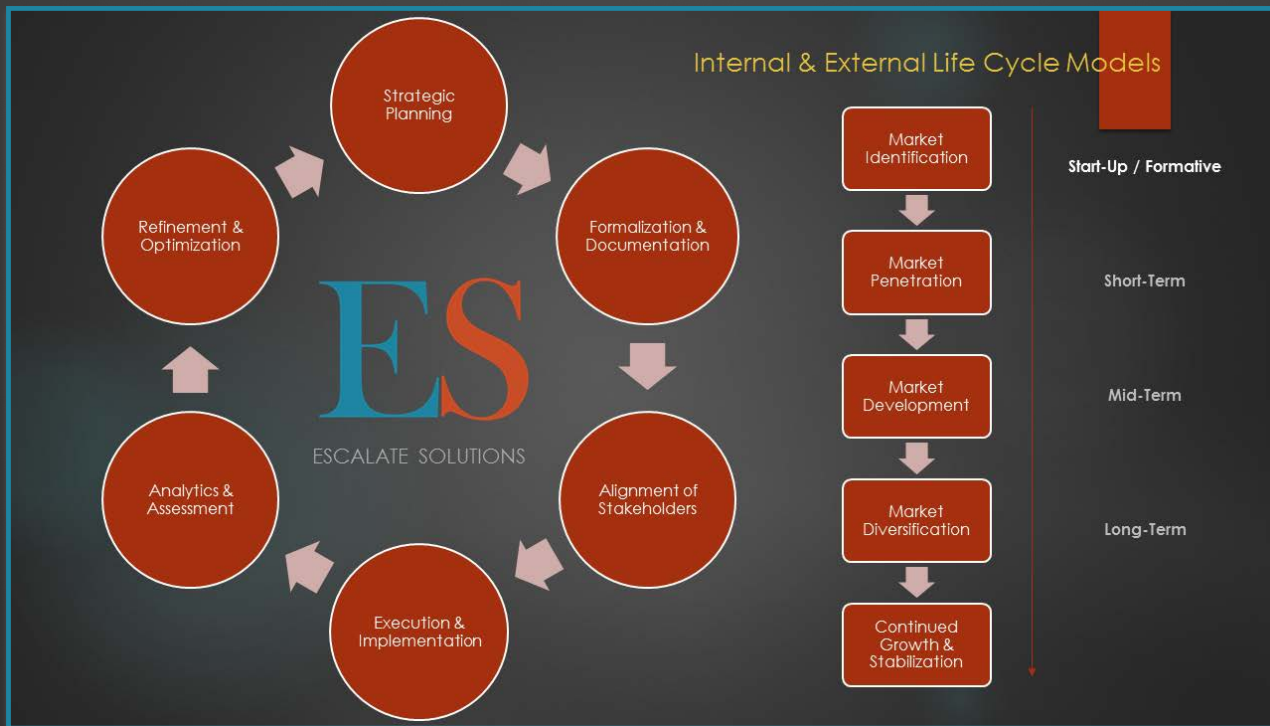 Internal & External Life Cycle Models
Strategic
Planning
Formalization &
Documentation
Alignment of
Stakeholders
Execution &
Implementation
Analytics &
Assessment
Refinement &
Optimization
ES
ESCALATE SOLUTIONS
Market
Identification
Start-Up / Formative
Market
Penetration
Short-Term
Market
Development
Mid-Term
Market
Diversification
Long-Term
Continued
Growth &
Stabilization